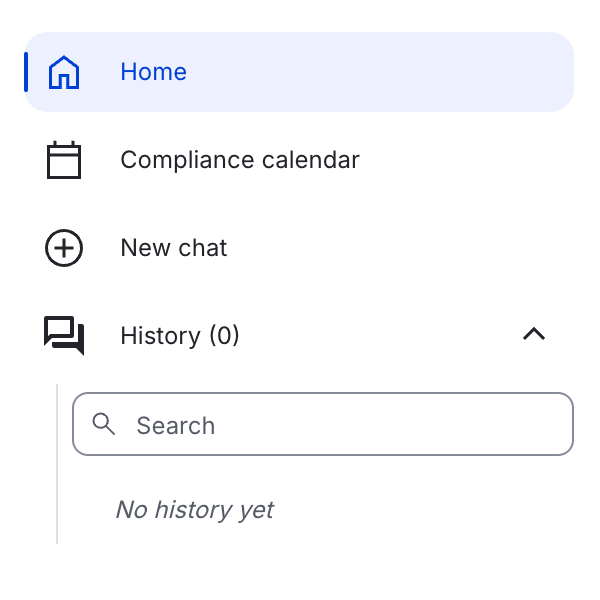 Home
Compliance calendar
New chat
History (0)
Search
No history yet